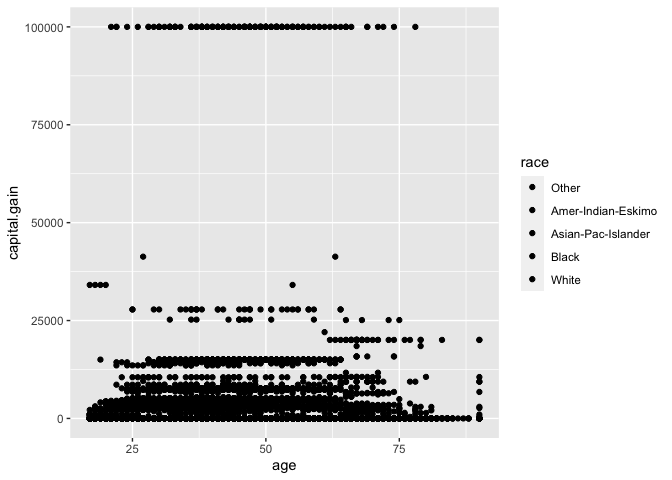 100000
75000
50000
25000
0
capital.gain
25 50 75
age
race
Other
Amer-Indian-Eskimo
Asian-Pac-Islander
Black
White